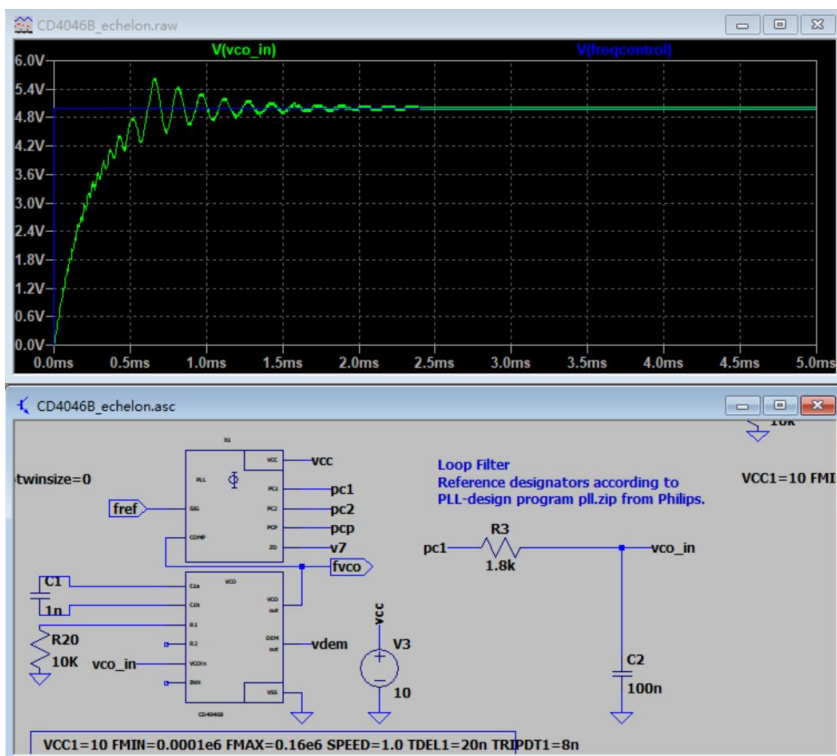 CD4046B_echelon.raw
V(vco_in)
V(freqcontrol)
6.0V
5.4V
4.8V
4.2V
3.6V
3.0V
2.4V
1.8V
1.2V
0.6V
0.0V
0.0ms
0.5ms
1.0ms
1.5ms
2.0ms
2.5ms
3.0ms
3.5ms
4.0ms
4.5ms
5.0ms
CD4046B_echelon.asc
10k
otwinsize=0
VCC1=10 FMI
Loop Filter
Reference designators according to
PLL-design program pll.zip from Philips.
X1
PLL
VCC
vcc
PC1
pc1
fref
SIG
PC2
pc2
PCP
pcp
COMP
ZD
v7
fvco
pc1
R3
1.8k
vco_in
C1
1n
C1a
VCO
C1b
VCO
out
R1
R20
10K
R2
DEM
out
vdem
vco_in
VCOin
INH
VSS
CD4046B
vcc
V3
10
C2
100n
VCC1=10 FMIN=0.0001e6 FMAX=0.16e6 SPEED=1.0 TDEL1=20n TRIPDT1=8n